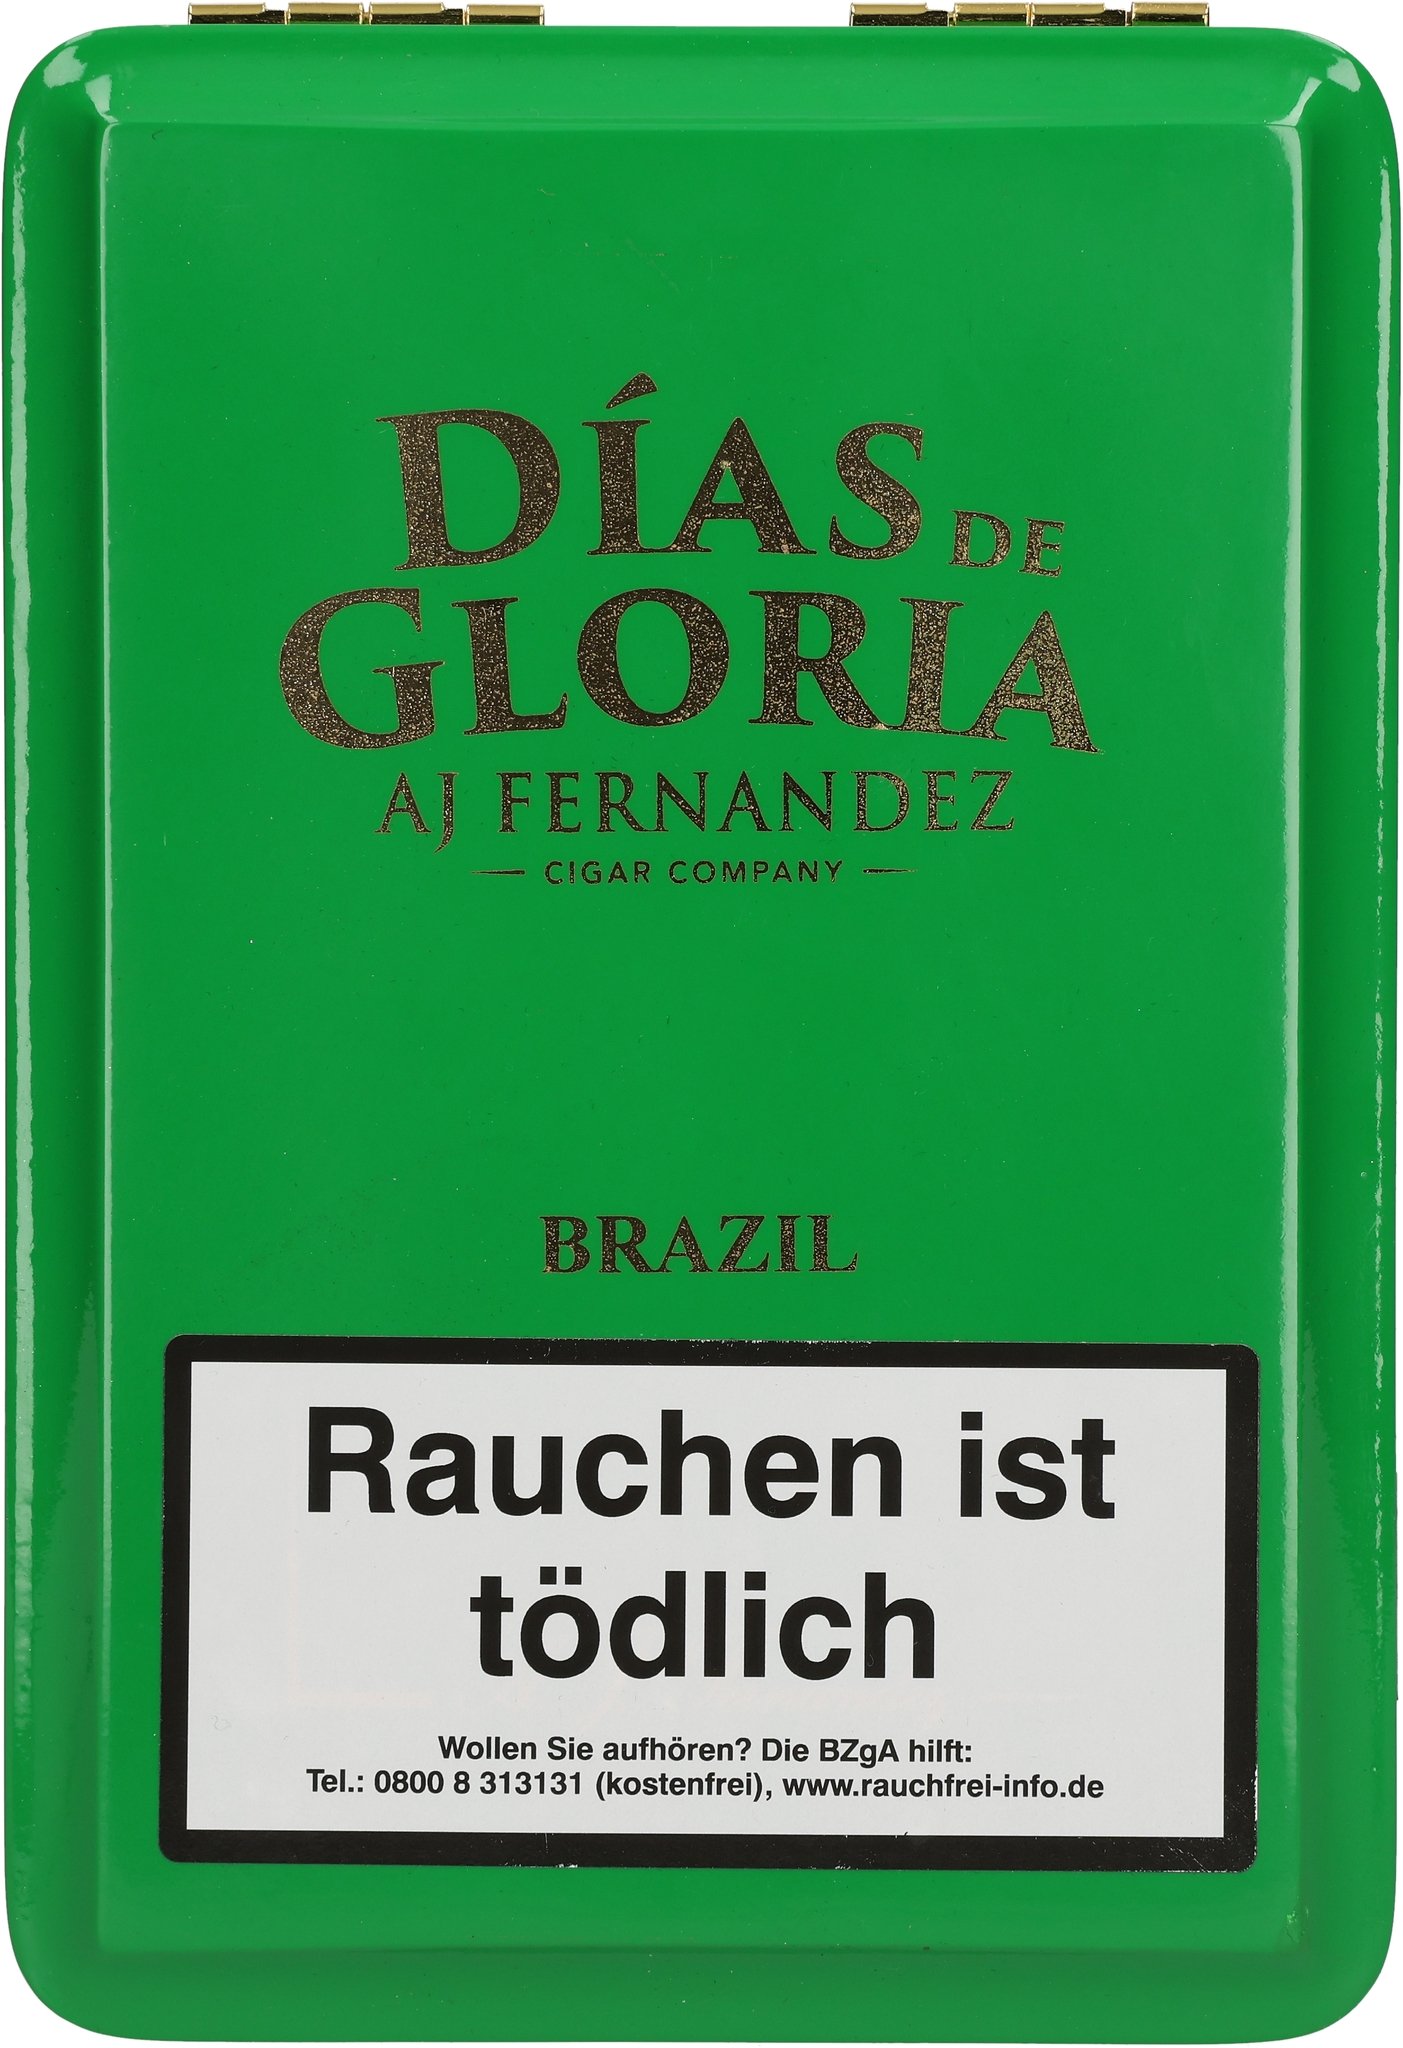 DÍAS DE
GLORIA
AJ FERNANDEZ
CIGAR COMPANY
BRAZIL
Rauchen ist
tödlich
Wollen Sie aufhören? Die BZgA hilft:
Tel.: 0800 8 313131 (kostenfrei), www.rauchfrei-info.de